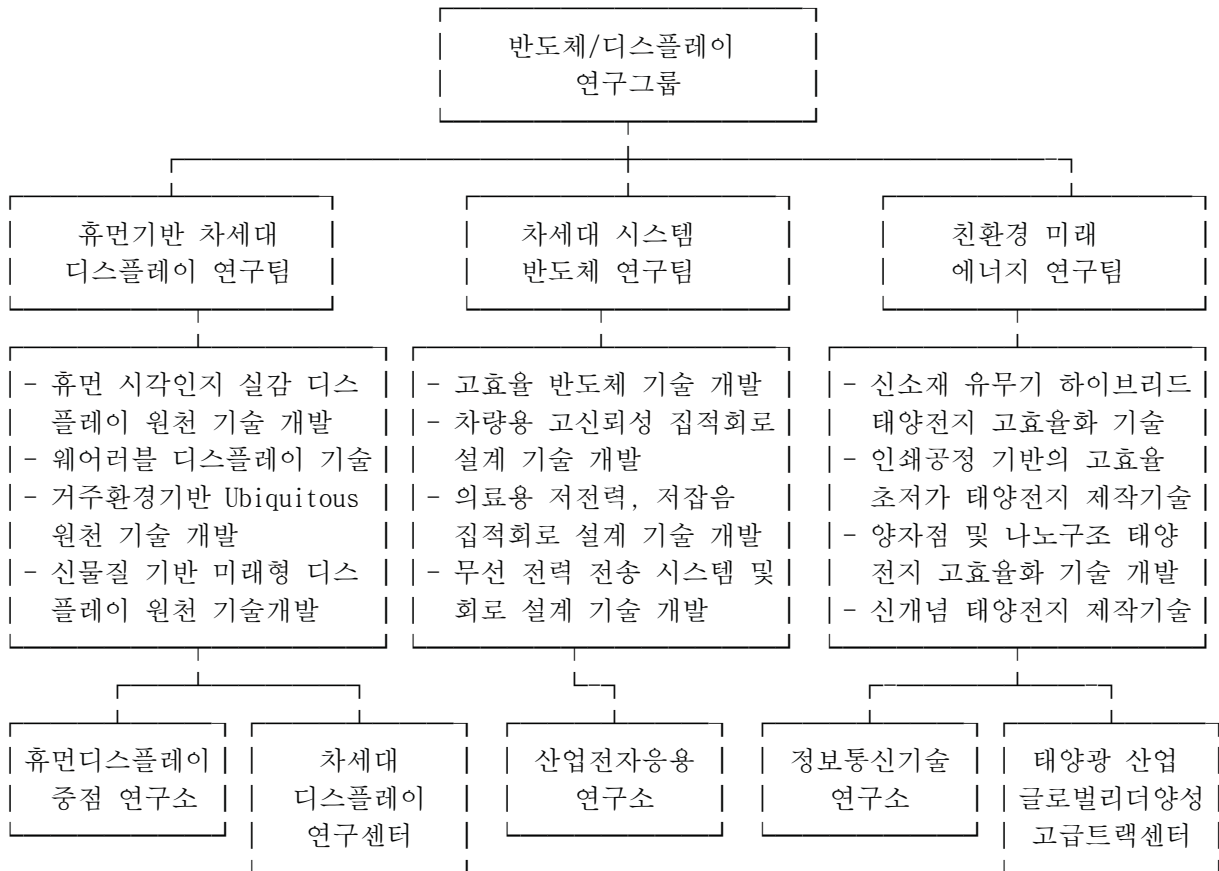 반도체/디스플레이
연구그룹
휴먼기반 차세대
디스플레이 연구팀
차세대 시스템
반도체 연구팀
친환경 미래
에너지 연구팀
- 휴먼 시각인지 실감 디스
플레이 원천 기술 개발
- 웨어러블 디스플레이 기술
- 거주환경기반 Ubiquitous
원천 기술 개발
- 신물질 기반 미래형 디스
플레이 원천 기술개발
- 고효율 반도체 기술 개발
- 차량용 고신뢰성 집적회로
설계 기술 개발
- 의료용 저전력, 저잡음
집적회로 설계 기술 개발
- 무선 전력 전송 시스템 및
회로 설계 기술 개발
- 신소재 유무기 하이브리드
태양전지 고효율화 기술
- 인쇄공정 기반의 고효율
초저가 태양전지 제작기술
- 양자점 및 나노구조 태양
전지 고효율화 기술 개발
- 신개념 태양전지 제작기술
휴먼디스플레이
중점 연구소
차세대
디스플레이
연구센터
산업전자응용
연구소
정보통신기술
연구소
태양광 산업
글로벌리더양성
고급트랙센터